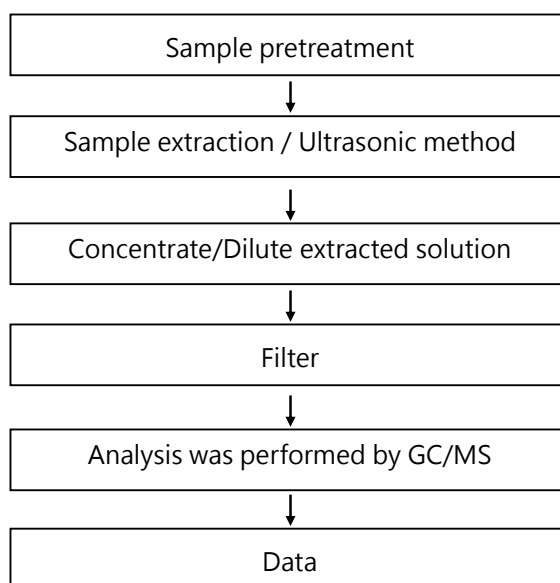 Sample pretreatment
Sample extraction / Ultrasonic method
Concentrate/Dilute extracted solution
Filter
Analysis was performed by GC/MS
Data